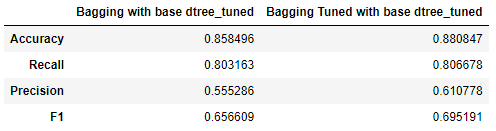 Bagging with base dtree_tuned Bagging Tuned with base dtree_tuned
Accuracy 0.858496 0.880847
Recall 0.803163 0.806678
Precision 0.555286 0.610778
F1 0.656609 0.695191